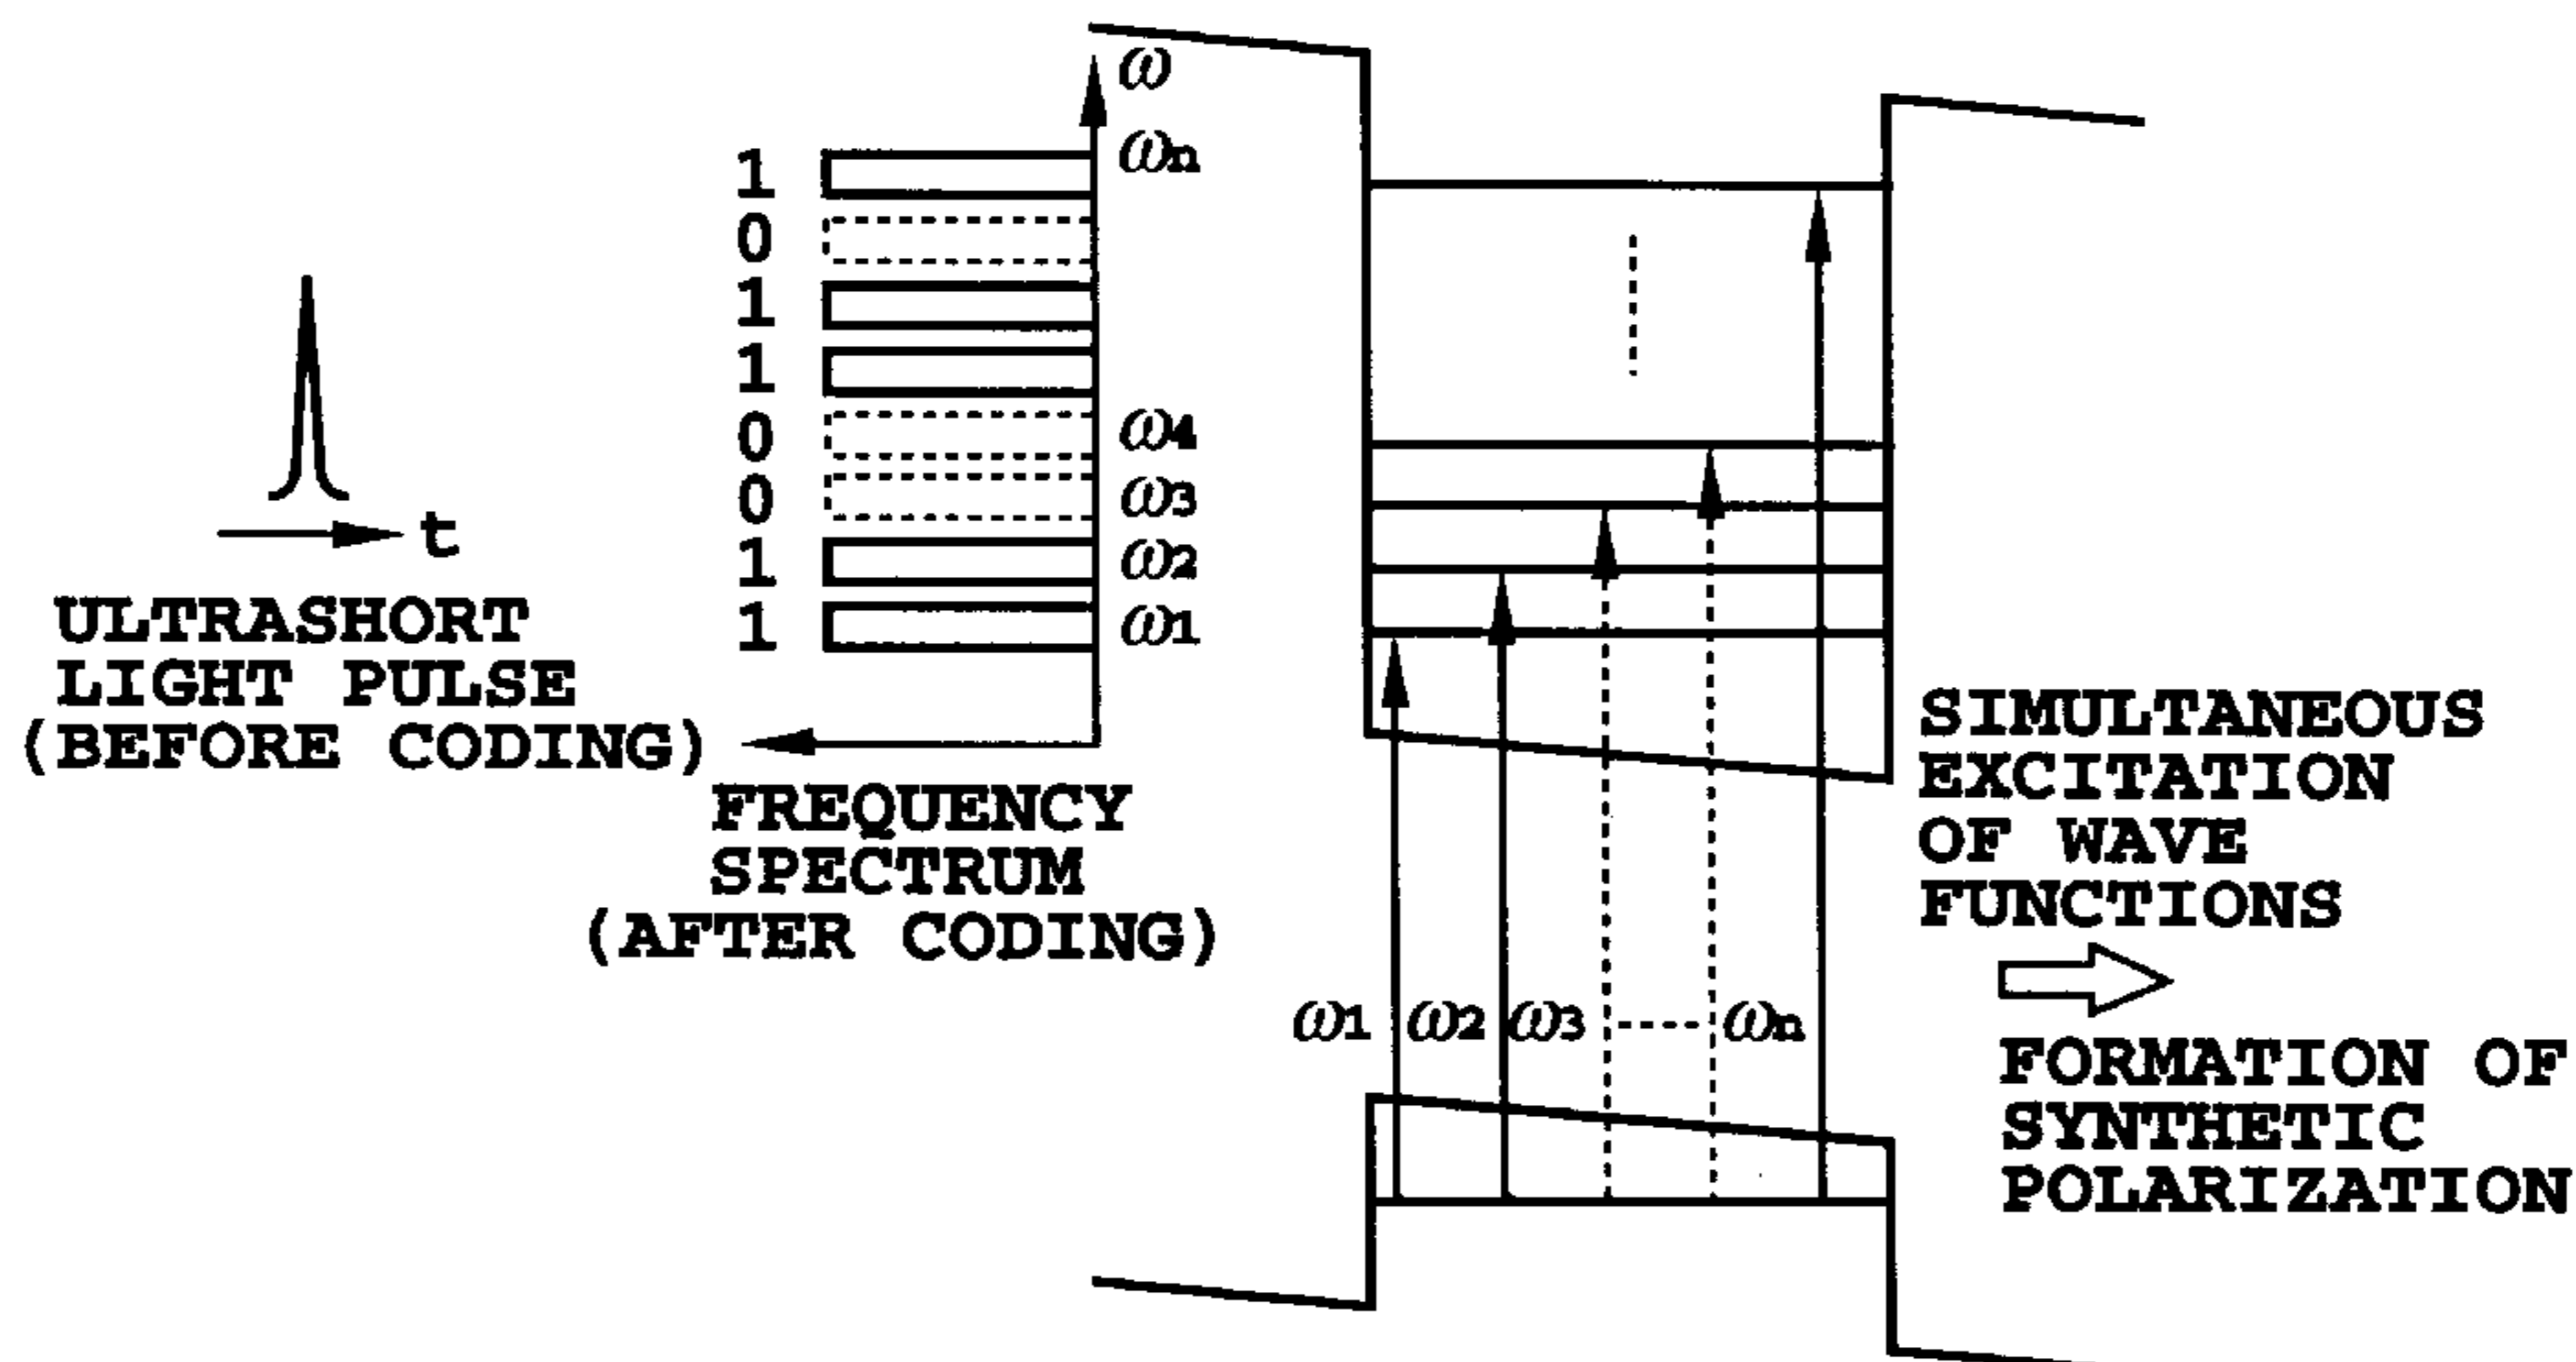 ω
ωn
1
0
1
1
0
ω4
0
ω3
1
ω2
1
ω1
t
ULTRASHORT
LIGHT PULSE
(BEFORE CODING)
FREQUENCY
SPECTRUM
(AFTER CODING)
ω1 ω2 ω3 ωn
SIMULTANEOUS
EXCITATION
OF WAVE
FUNCTIONS
FORMATION OF
SYNTHETIC
POLARIZATION